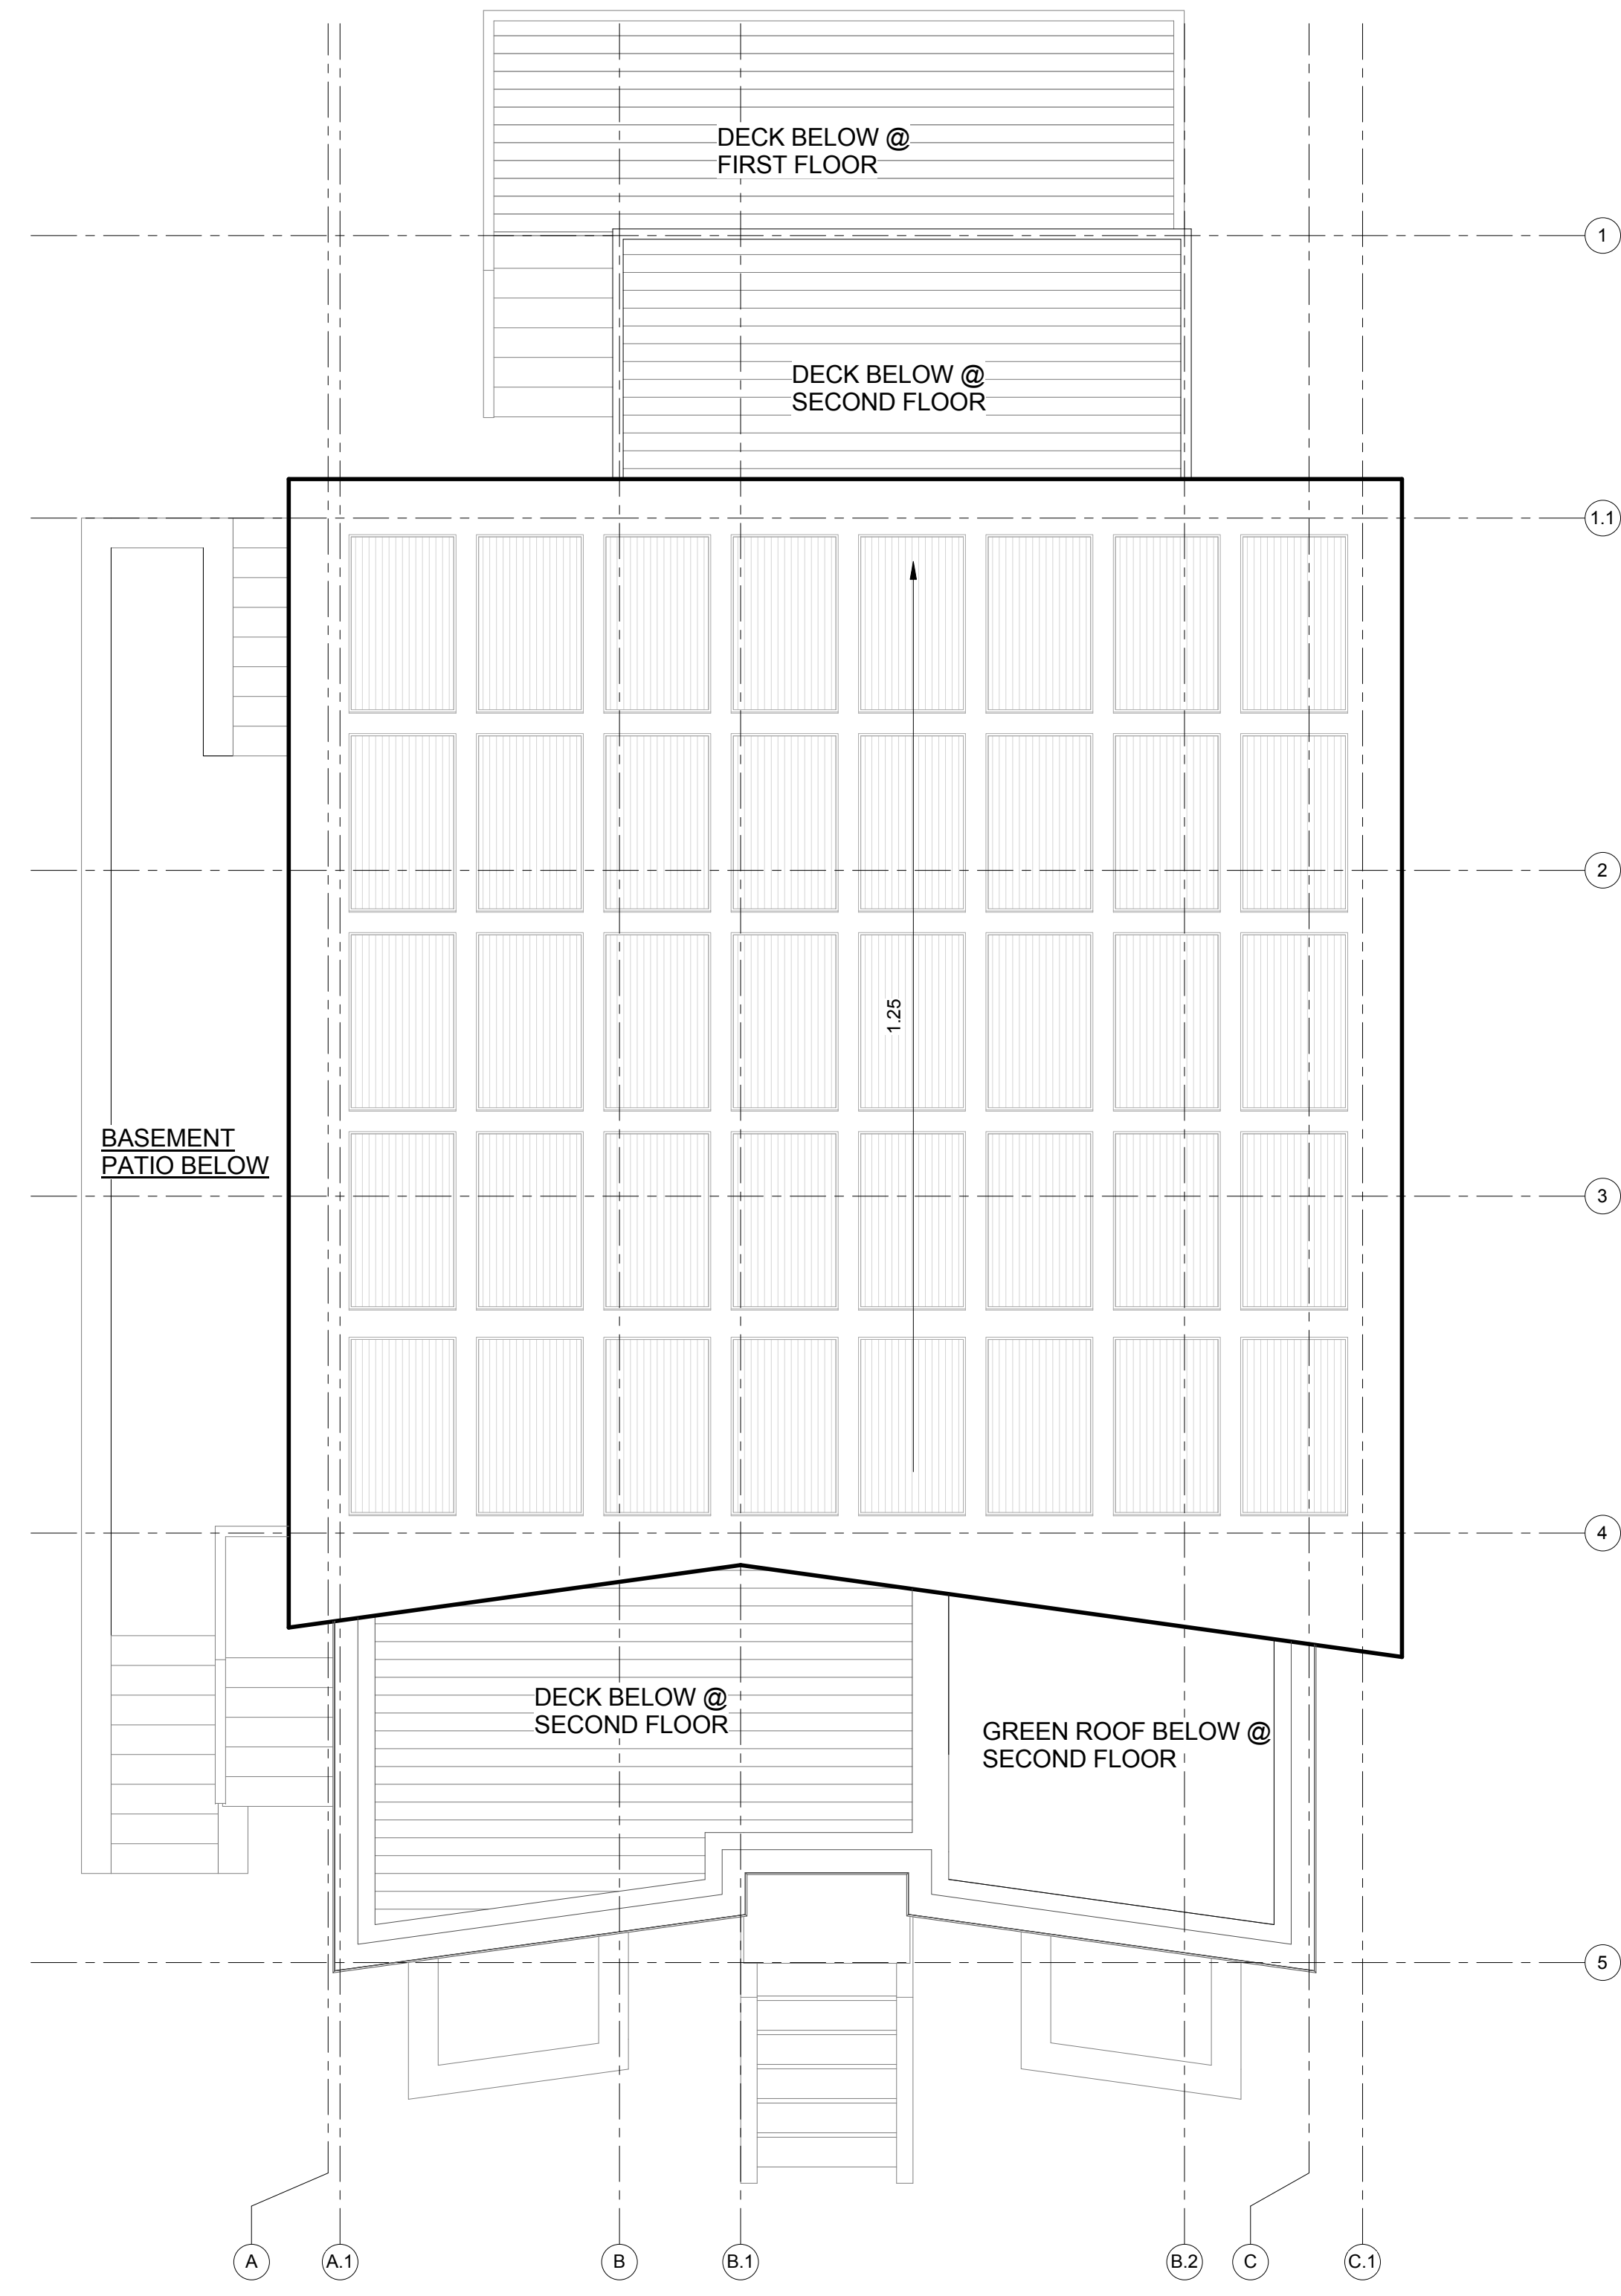 DECK BELOW @
FIRST FLOOR
1
DECK BELOW @
SECOND FLOOR
1.1
2
1.25
BASEMENT
PATIO BELOW
3
4
DECK BELOW @
SECOND FLOOR
GREEN ROOF BELOW @
SECOND FLOOR
5
A
A.1
B
B.1
B.2
C
C.1